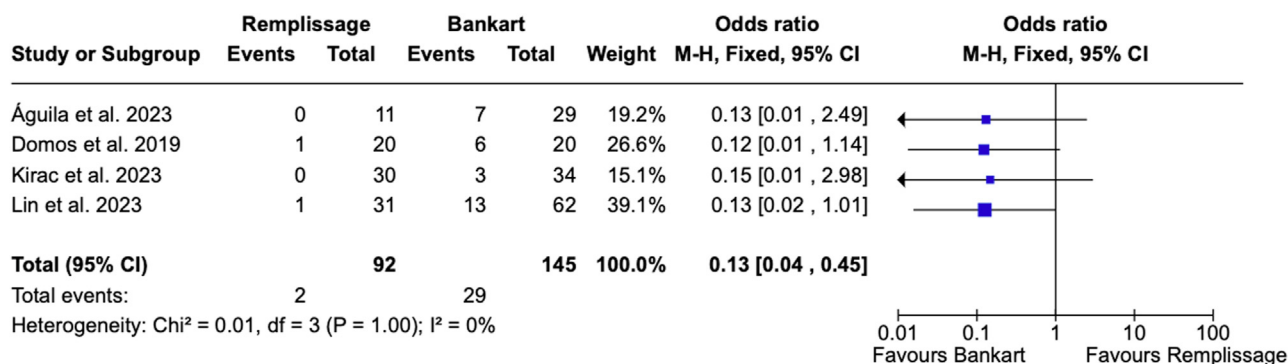 Remplissage Bankart Odds ratio Odds ratio
Study or Subgroup Events Total Events Total Weight M-H, Fixed, 95% CI M-H, Fixed, 95% CI
Águila et al. 2023 0 11 7 29 19.2% 0.13 [0.01 , 2.49]
Domos et al. 2019 1 20 6 20 26.6% 0.12 [0.01 , 1.14]
Kirac et al. 2023 0 30 3 34 15.1% 0.15 [0.01 , 2.98]
Lin et al. 2023 1 31 13 62 39.1% 0.13 [0.02 , 1.01]
Total (95% CI) 92 145 100.0% 0.13 [0.04 , 0.45]
Total events: 2 29
Heterogeneity: Chi² = 0.01, df = 3 (P = 1.00); I² = 0%
0.01 0.1 1 10 100
Favours Bankart Favours Remplissage